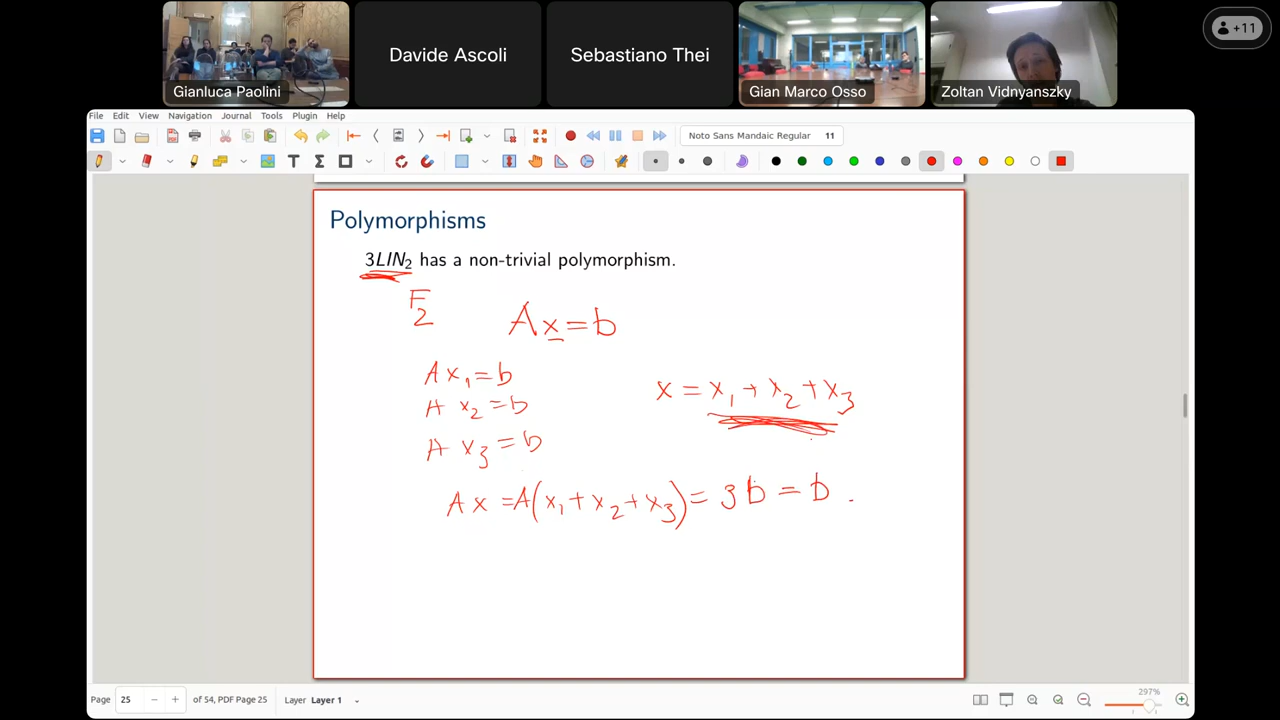 Gianluca Paolini
Davide Ascoli
Sebastiano Thei
Gian Marco Osso
Zoltan Vidnyanszky
+11
File Edit View Navigation Journal Tools Plugin Help
Noto Sans Mandaic Regular 11
Polymorphisms
3LIN₂ has a non-trivial polymorphism.
F₂
Ax = b
Ax₁ = b
A x₂ = b
A x₃ = b
x = x₁ + x₂ + x₃
Ax = A(x₁ + x₂ + x₃) = 3b = b .
Page 25 of 54, PDF Page 25 Layer Layer 1 297%